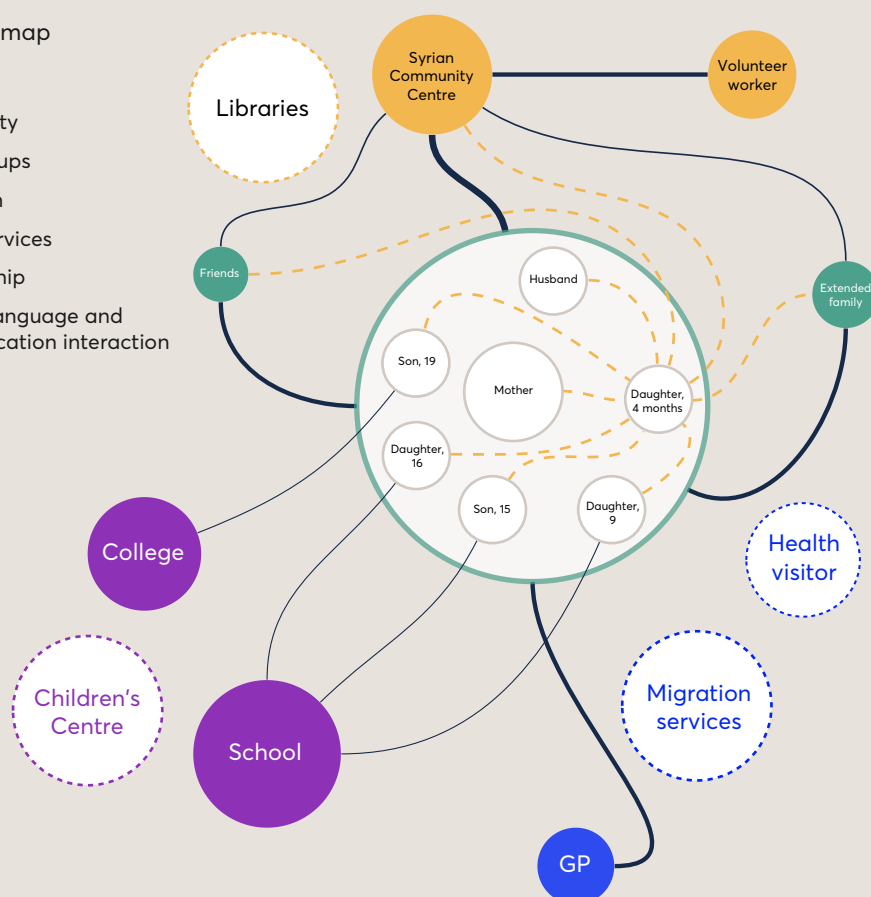 map
ty
ups
n
rvices
hip
anguage and
cation interaction
Libraries
Syrian
Community
Centre
Volunteer
worker
Friends
Extended
family
Husband
Son, 19
Mother
Daughter,
4 months
Daughter,
16
Son, 15
Daughter,
9
College
Health
visitor
Children's
Centre
School
Migration
services
GP